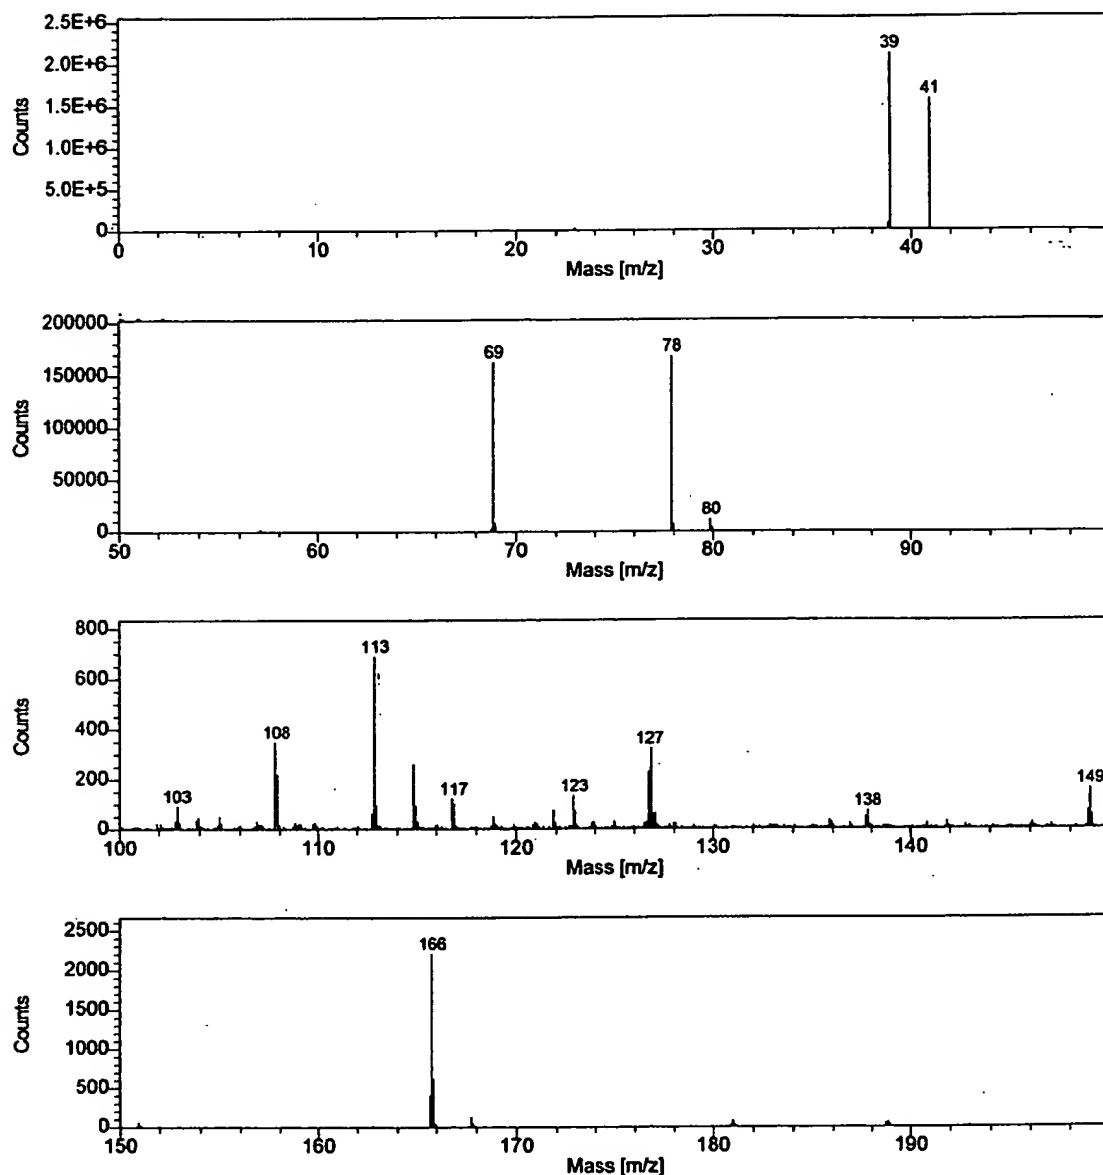 2.5E+6
2.0E+6
1.5E+6
1.0E+6
5.0E+5
0
Counts
39
41
0 10 20 30 40
Mass [m/z]
200000
150000
100000
50000
0
Counts
69
78
80
50 60 70 80 90
Mass [m/z]
800
600
400
200
0
Counts
103
108
113
117
123
127
138
149
100 110 120 130 140
Mass [m/z]
2500
2000
1500
1000
500
0
Counts
166
150 160 170 180 190
Mass [m/z]